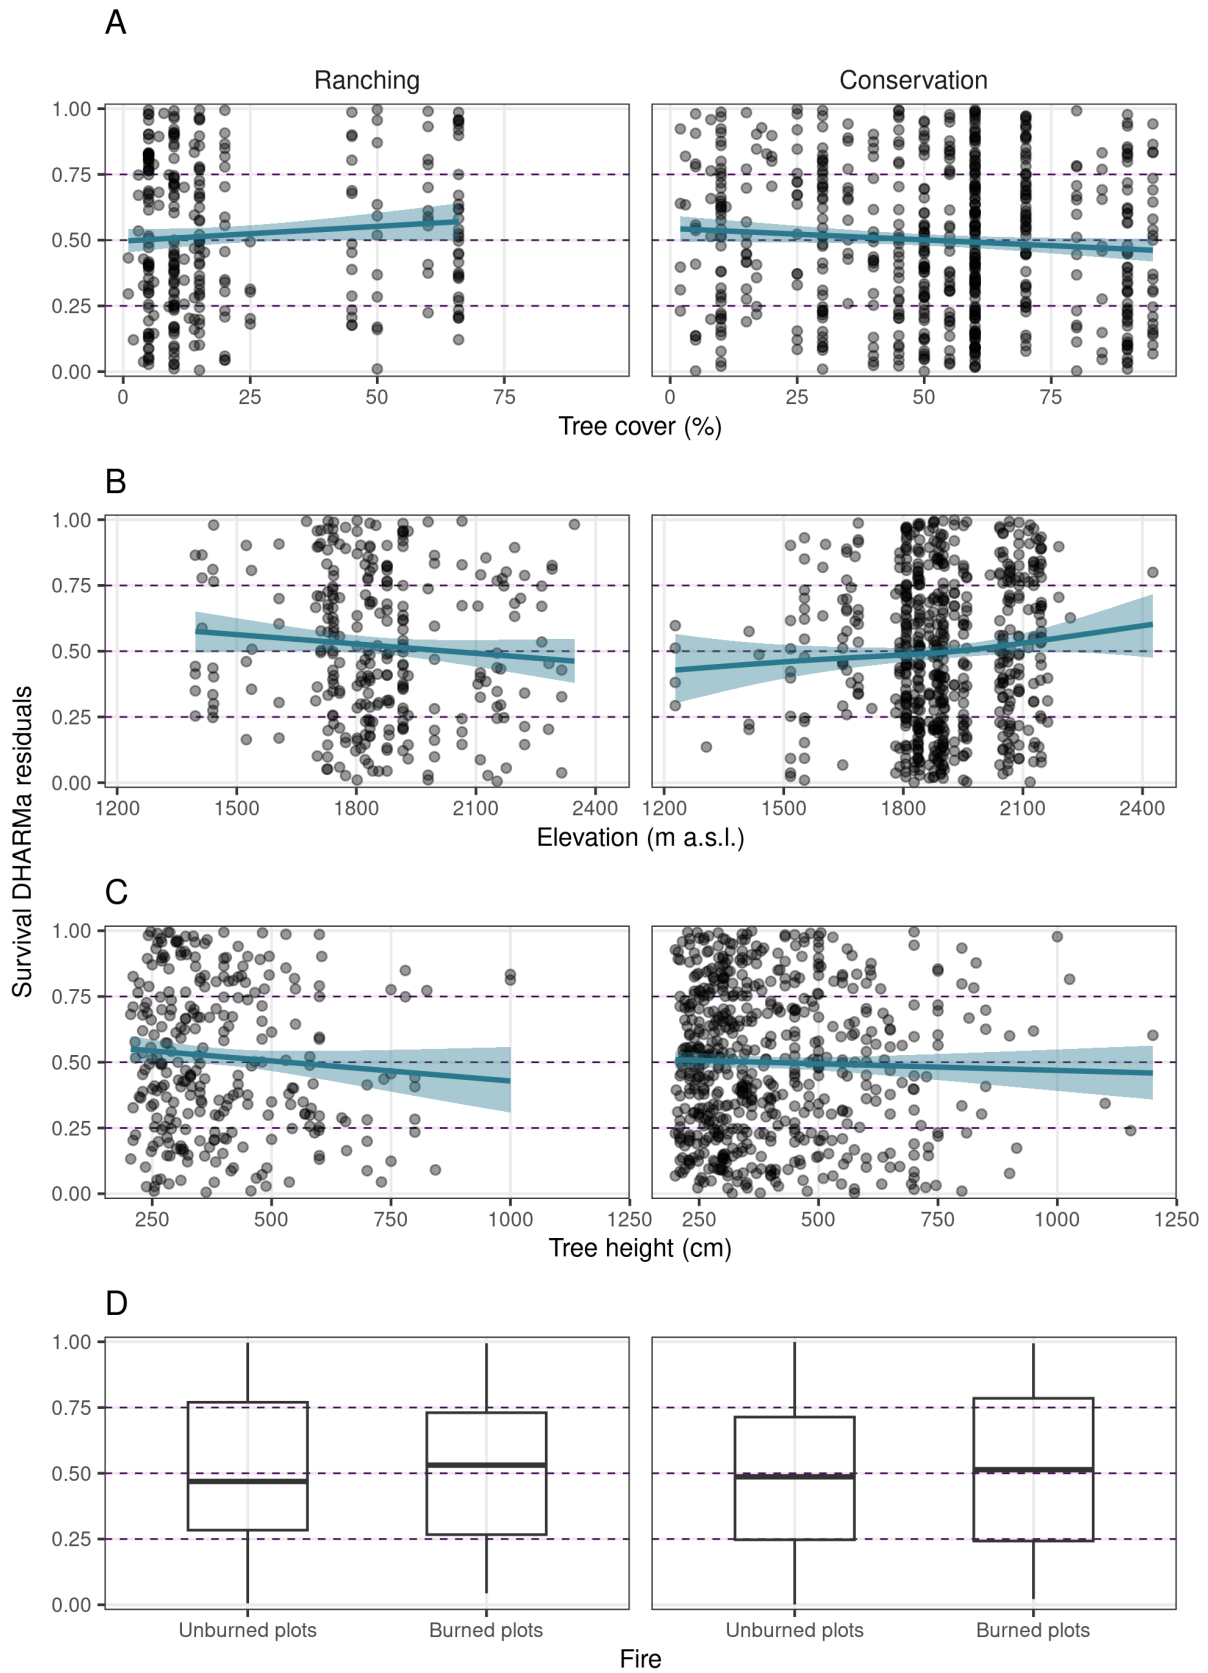 A
Ranching
Conservation
1.00
0.75
0.50
0.25
0.00
0 25 50 75
0 25 50 75
Tree cover (%)
B
1.00
0.75
0.50
0.25
0.00
1200 1500 1800 2100 2400
1200 1500 1800 2100 2400
Elevation (m a.s.l.)
Survival DHARMa residuals
C
1.00
0.75
0.50
0.25
0.00
250 500 750 1000 1250
250 500 750 1000 1250
Tree height (cm)
D
1.00
0.75
0.50
0.25
0.00
Unburned plots Burned plots
Unburned plots Burned plots
Fire